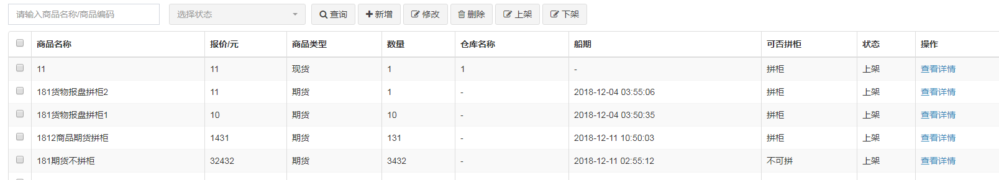 请输入商品名称/商品编码 选择状态 查询 新增 修改 删除 上架 下架
商品名称 报价/元 商品类型 数量 仓库名称 船期 可否拼柜 状态 操作
11 11 现货 1 1 - 拼柜 上架 查看详情
181货物报盘拼柜2 11 期货 1 - 2018-12-04 03:55:06 拼柜 上架 查看详情
181货物报盘拼柜1 10 期货 10 - 2018-12-04 03:50:35 拼柜 上架 查看详情
1812商品期货拼柜 1431 期货 131 - 2018-12-11 10:50:03 拼柜 上架 查看详情
181期货不拼柜 32432 期货 3432 - 2018-12-11 02:55:12 不可拼 上架 查看详情